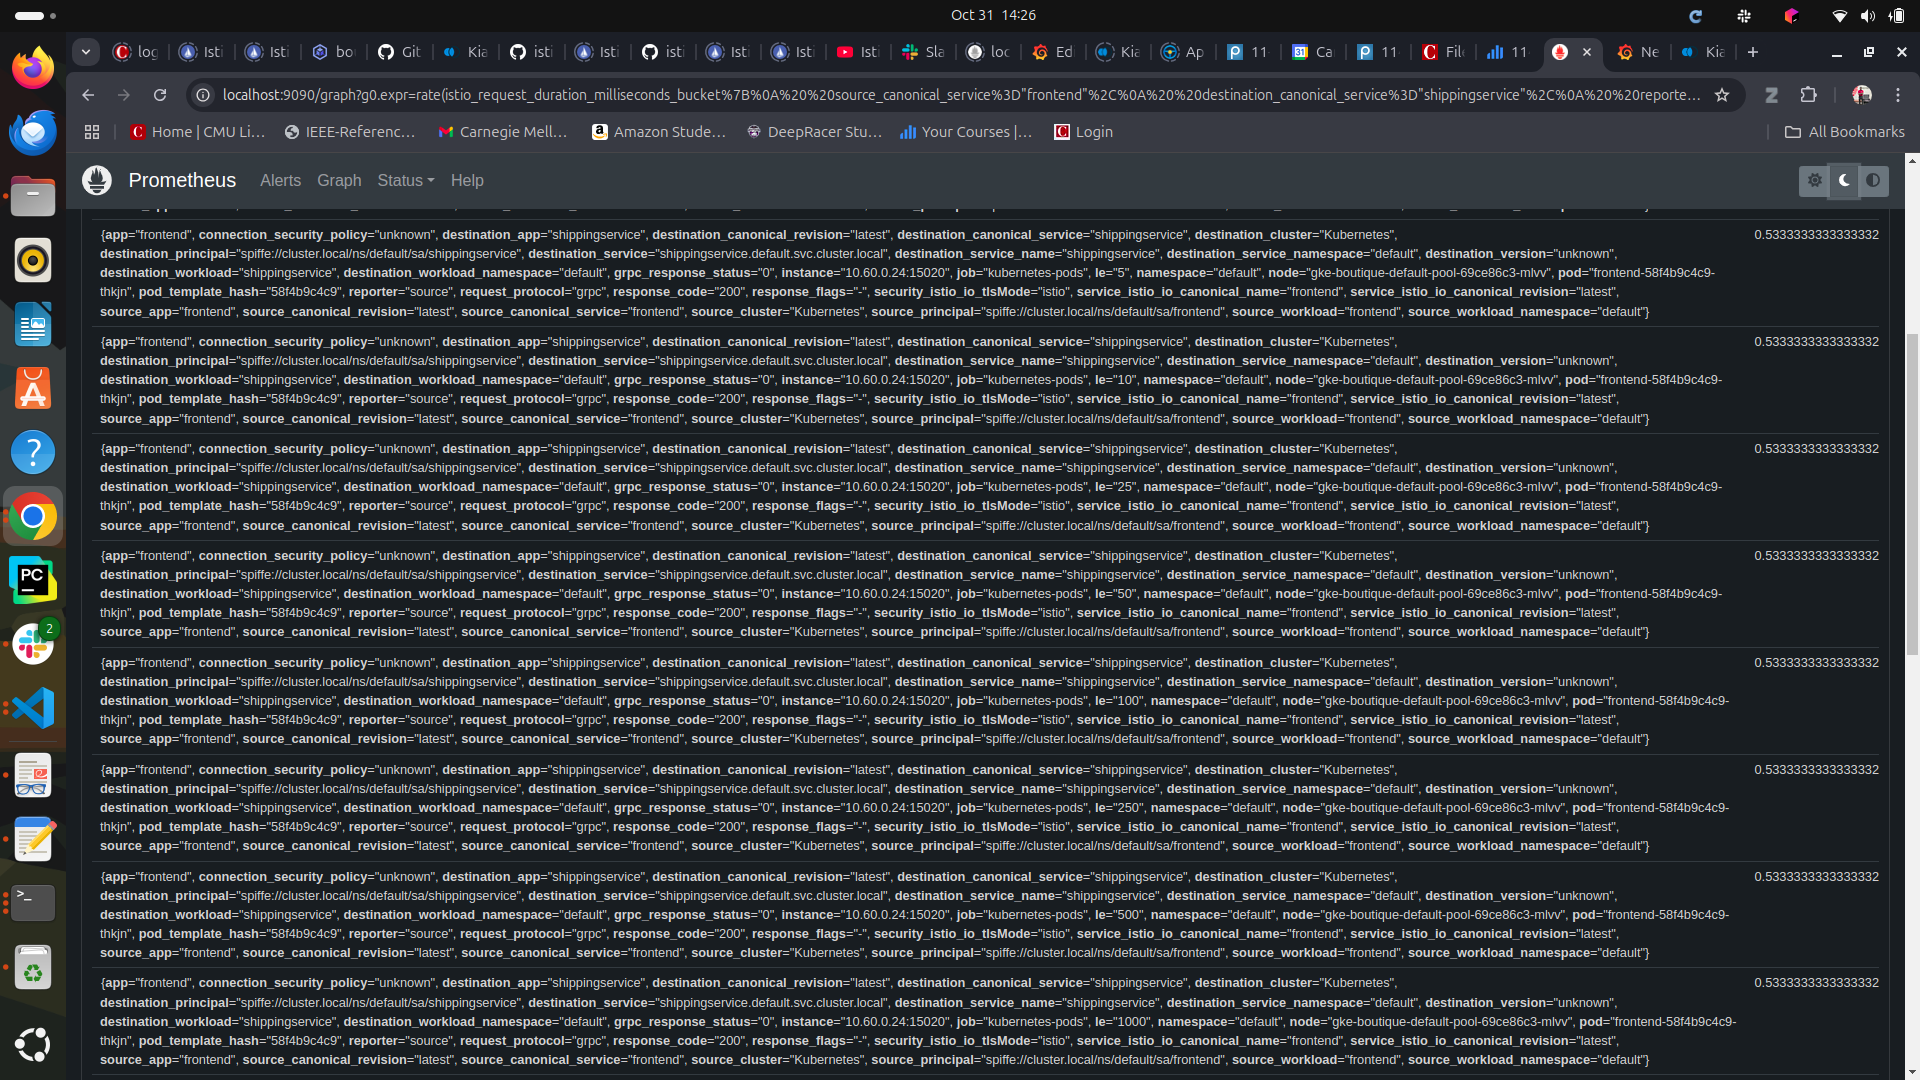 Oct 31 14:26
log
Isti
Isti
bo
Git
Kia
isti
Isti
isti
Isti
Isti
Isti
Sla
loc
Ed
Kia
Ap
11
Ca
11
File
11
Ne
Kia
localhost:9090/graph?g0.expr=rate(istio_request_duration_milliseconds_bucket%7B%0A%20%20source_canonical_service%3D"frontend"%2C%0A%20%20destination_canonical_service%3D"shippingservice"%2C%0A%20%20reporte...
Home | CMU Li... IEEE-Referenc... Carnegie Mell... Amazon Stude... DeepRacer Stu... Your Courses |... Login All Bookmarks
Prometheus Alerts Graph Status Help
{app="frontend", connection_security_policy="unknown", destination_app="shippingservice", destination_canonical_revision="latest", destination_canonical_service="shippingservice", destination_cluster="Kubernetes", 0.5333333333333332
destination_principal="spiffe://cluster.local/ns/default/sa/shippingservice", destination_service="shippingservice.default.svc.cluster.local", destination_service_name="shippingservice", destination_service_namespace="default", destination_version="unknown",
destination_workload="shippingservice", destination_workload_namespace="default", grpc_response_status="0", instance="10.60.0.24:15020", job="kubernetes-pods", le="5", namespace="default", node="gke-boutique-default-pool-69ce86c3-mlvv", pod="frontend-58f4b9c4c9-
thkjn", pod_template_hash="58f4b9c4c9", reporter="source", request_protocol="grpc", response_code="200", response_flags="-", security_istio_io_tlsMode="istio", service_istio_io_canonical_name="frontend", service_istio_io_canonical_revision="latest",
source_app="frontend", source_canonical_revision="latest", source_canonical_service="frontend", source_cluster="Kubernetes", source_principal="spiffe://cluster.local/ns/default/sa/frontend", source_workload="frontend", source_workload_namespace="default"}
{app="frontend", connection_security_policy="unknown", destination_app="shippingservice", destination_canonical_revision="latest", destination_canonical_service="shippingservice", destination_cluster="Kubernetes", 0.5333333333333332
destination_principal="spiffe://cluster.local/ns/default/sa/shippingservice", destination_service="shippingservice.default.svc.cluster.local", destination_service_name="shippingservice", destination_service_namespace="default", destination_version="unknown",
destination_workload="shippingservice", destination_workload_namespace="default", grpc_response_status="0", instance="10.60.0.24:15020", job="kubernetes-pods", le="10", namespace="default", node="gke-boutique-default-pool-69ce86c3-mlvv", pod="frontend-58f4b9c4c9-
thkjn", pod_template_hash="58f4b9c4c9", reporter="source", request_protocol="grpc", response_code="200", response_flags="-", security_istio_io_tlsMode="istio", service_istio_io_canonical_name="frontend", service_istio_io_canonical_revision="latest",
source_app="frontend", source_canonical_revision="latest", source_canonical_service="frontend", source_cluster="Kubernetes", source_principal="spiffe://cluster.local/ns/default/sa/frontend", source_workload="frontend", source_workload_namespace="default"}
{app="frontend", connection_security_policy="unknown", destination_app="shippingservice", destination_canonical_revision="latest", destination_canonical_service="shippingservice", destination_cluster="Kubernetes", 0.5333333333333332
destination_principal="spiffe://cluster.local/ns/default/sa/shippingservice", destination_service="shippingservice.default.svc.cluster.local", destination_service_name="shippingservice", destination_service_namespace="default", destination_version="unknown",
destination_workload="shippingservice", destination_workload_namespace="default", grpc_response_status="0", instance="10.60.0.24:15020", job="kubernetes-pods", le="25", namespace="default", node="gke-boutique-default-pool-69ce86c3-mlvv", pod="frontend-58f4b9c4c9-
thkjn", pod_template_hash="58f4b9c4c9", reporter="source", request_protocol="grpc", response_code="200", response_flags="-", security_istio_io_tlsMode="istio", service_istio_io_canonical_name="frontend", service_istio_io_canonical_revision="latest",
source_app="frontend", source_canonical_revision="latest", source_canonical_service="frontend", source_cluster="Kubernetes", source_principal="spiffe://cluster.local/ns/default/sa/frontend", source_workload="frontend", source_workload_namespace="default"}
{app="frontend", connection_security_policy="unknown", destination_app="shippingservice", destination_canonical_revision="latest", destination_canonical_service="shippingservice", destination_cluster="Kubernetes", 0.5333333333333332
destination_principal="spiffe://cluster.local/ns/default/sa/shippingservice", destination_service="shippingservice.default.svc.cluster.local", destination_service_name="shippingservice", destination_service_namespace="default", destination_version="unknown",
destination_workload="shippingservice", destination_workload_namespace="default", grpc_response_status="0", instance="10.60.0.24:15020", job="kubernetes-pods", le="50", namespace="default", node="gke-boutique-default-pool-69ce86c3-mlvv", pod="frontend-58f4b9c4c9-
thkjn", pod_template_hash="58f4b9c4c9", reporter="source", request_protocol="grpc", response_code="200", response_flags="-", security_istio_io_tlsMode="istio", service_istio_io_canonical_name="frontend", service_istio_io_canonical_revision="latest",
source_app="frontend", source_canonical_revision="latest", source_canonical_service="frontend", source_cluster="Kubernetes", source_principal="spiffe://cluster.local/ns/default/sa/frontend", source_workload="frontend", source_workload_namespace="default"}
{app="frontend", connection_security_policy="unknown", destination_app="shippingservice", destination_canonical_revision="latest", destination_canonical_service="shippingservice", destination_cluster="Kubernetes", 0.5333333333333332
destination_principal="spiffe://cluster.local/ns/default/sa/shippingservice", destination_service="shippingservice.default.svc.cluster.local", destination_service_name="shippingservice", destination_service_namespace="default", destination_version="unknown",
destination_workload="shippingservice", destination_workload_namespace="default", grpc_response_status="0", instance="10.60.0.24:15020", job="kubernetes-pods", le="100", namespace="default", node="gke-boutique-default-pool-69ce86c3-mlvv", pod="frontend-58f4b9c4c9-
thkjn", pod_template_hash="58f4b9c4c9", reporter="source", request_protocol="grpc", response_code="200", response_flags="-", security_istio_io_tlsMode="istio", service_istio_io_canonical_name="frontend", service_istio_io_canonical_revision="latest",
source_app="frontend", source_canonical_revision="latest", source_canonical_service="frontend", source_cluster="Kubernetes", source_principal="spiffe://cluster.local/ns/default/sa/frontend", source_workload="frontend", source_workload_namespace="default"}
{app="frontend", connection_security_policy="unknown", destination_app="shippingservice", destination_canonical_revision="latest", destination_canonical_service="shippingservice", destination_cluster="Kubernetes", 0.5333333333333332
destination_principal="spiffe://cluster.local/ns/default/sa/shippingservice", destination_service="shippingservice.default.svc.cluster.local", destination_service_name="shippingservice", destination_service_namespace="default", destination_version="unknown",
destination_workload="shippingservice", destination_workload_namespace="default", grpc_response_status="0", instance="10.60.0.24:15020", job="kubernetes-pods", le="250", namespace="default", node="gke-boutique-default-pool-69ce86c3-mlvv", pod="frontend-58f4b9c4c9-
thkjn", pod_template_hash="58f4b9c4c9", reporter="source", request_protocol="grpc", response_code="200", response_flags="-", security_istio_io_tlsMode="istio", service_istio_io_canonical_name="frontend", service_istio_io_canonical_revision="latest",
source_app="frontend", source_canonical_revision="latest", source_canonical_service="frontend", source_cluster="Kubernetes", source_principal="spiffe://cluster.local/ns/default/sa/frontend", source_workload="frontend", source_workload_namespace="default"}
{app="frontend", connection_security_policy="unknown", destination_app="shippingservice", destination_canonical_revision="latest", destination_canonical_service="shippingservice", destination_cluster="Kubernetes", 0.5333333333333332
destination_principal="spiffe://cluster.local/ns/default/sa/shippingservice", destination_service="shippingservice.default.svc.cluster.local", destination_service_name="shippingservice", destination_service_namespace="default", destination_version="unknown",
destination_workload="shippingservice", destination_workload_namespace="default", grpc_response_status="0", instance="10.60.0.24:15020", job="kubernetes-pods", le="500", namespace="default", node="gke-boutique-default-pool-69ce86c3-mlvv", pod="frontend-58f4b9c4c9-
thkjn", pod_template_hash="58f4b9c4c9", reporter="source", request_protocol="grpc", response_code="200", response_flags="-", security_istio_io_tlsMode="istio", service_istio_io_canonical_name="frontend", service_istio_io_canonical_revision="latest",
source_app="frontend", source_canonical_revision="latest", source_canonical_service="frontend", source_cluster="Kubernetes", source_principal="spiffe://cluster.local/ns/default/sa/frontend", source_workload="frontend", source_workload_namespace="default"}
{app="frontend", connection_security_policy="unknown", destination_app="shippingservice", destination_canonical_revision="latest", destination_canonical_service="shippingservice", destination_cluster="Kubernetes", 0.5333333333333332
destination_principal="spiffe://cluster.local/ns/default/sa/shippingservice", destination_service="shippingservice.default.svc.cluster.local", destination_service_name="shippingservice", destination_service_namespace="default", destination_version="unknown",
destination_workload="shippingservice", destination_workload_namespace="default", grpc_response_status="0", instance="10.60.0.24:15020", job="kubernetes-pods", le="1000", namespace="default", node="gke-boutique-default-pool-69ce86c3-mlvv", pod="frontend-58f4b9c4c9-
thkjn", pod_template_hash="58f4b9c4c9", reporter="source", request_protocol="grpc", response_code="200", response_flags="-", security_istio_io_tlsMode="istio", service_istio_io_canonical_name="frontend", service_istio_io_canonical_revision="latest",
source_app="frontend", source_canonical_revision="latest", source_canonical_service="frontend", source_cluster="Kubernetes", source_principal="spiffe://cluster.local/ns/default/sa/frontend", source_workload="frontend", source_workload_namespace="default"}
PC
2